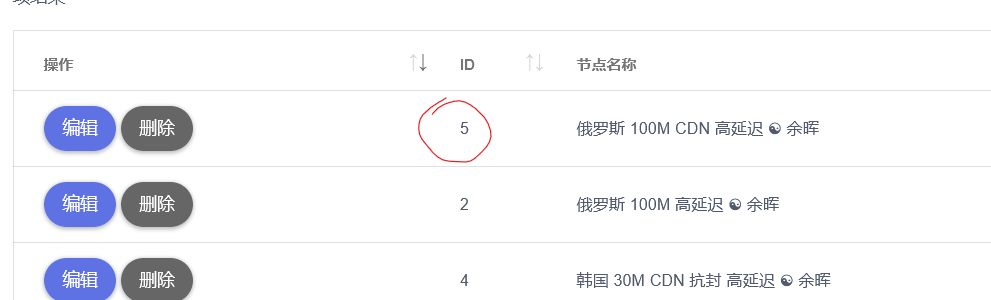 操作 ID 节点名称
编辑 删除 5 俄罗斯 100M CDN 高延迟 ☯ 余晖
编辑 删除 2 俄罗斯 100M 高延迟 ☯ 余晖
编辑 删除 4 韩国 30M CDN 抗封 高延迟 ☯ 余晖